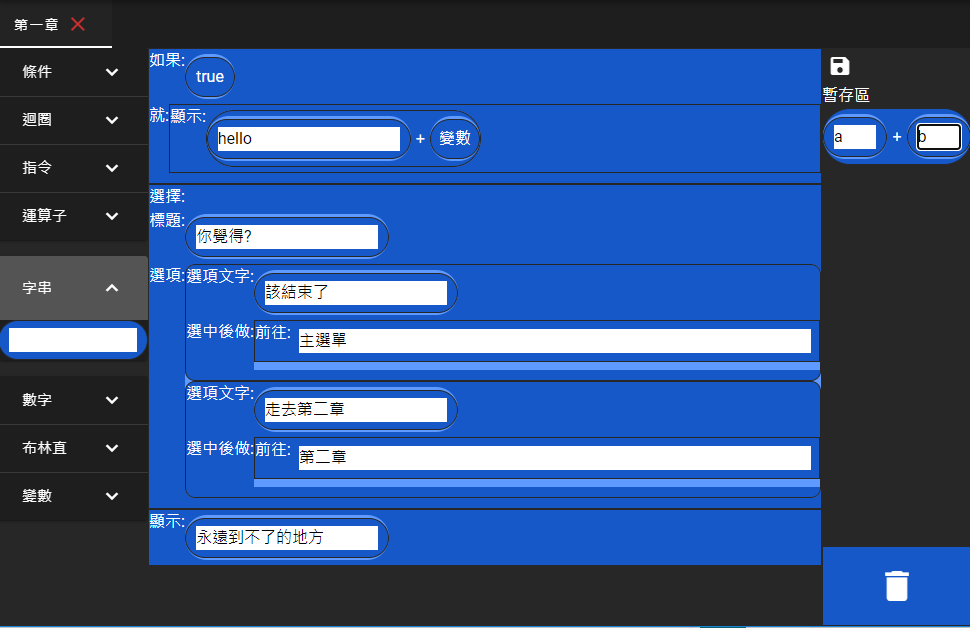 第一章
條件
迴圈
指令
運算子
字串
數字
布林直
變數
如果:
true
就:顯示:
hello + 變數
選擇:
標題:
你覺得?
選項:選項文字:
該結束了
選中後做:前往: 主選單
選項文字:
走去第二章
選中後做:前往: 第二章
顯示:
永遠到不了的地方
暫存區
a + b